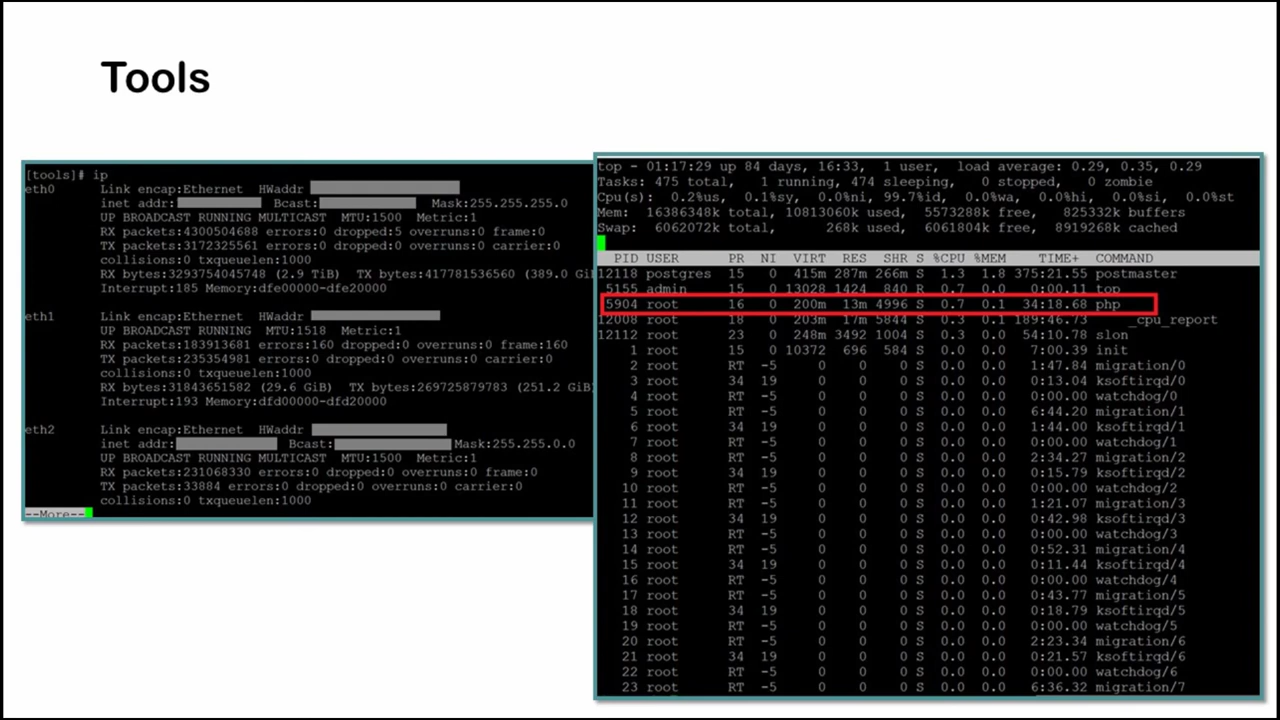 Tools
[tools]# ip
eth0 Link encap:Ethernet HWaddr
inet addr: Bcast: Mask:255.255.255.0
UP BROADCAST RUNNING MULTICAST MTU:1500 Metric:1
RX packets:4300504688 errors:0 dropped:5 overruns:0 frame:0
TX packets:3172325561 errors:0 dropped:0 overruns:0 carrier:0
collisions:0 txqueuelen:1000
RX bytes:3293754045748 (2.9 TiB) TX bytes:417781536560 (389.0 Gi
Interrupt:185 Memory:dfe00000-dfe20000
eth1 Link encap:Ethernet HWaddr
UP BROADCAST RUNNING MTU:1518 Metric:1
RX packets:183913681 errors:160 dropped:0 overruns:0 frame:160
TX packets:235354981 errors:0 dropped:0 overruns:0 carrier:0
collisions:0 txqueuelen:1000
RX bytes:31843651582 (29.6 GiB) TX bytes:269725879783 (251.2 GiB)
Interrupt:193 Memory:dfd00000-dfd20000
eth2 Link encap:Ethernet HWaddr
inet addr: Bcast: Mask:255.255.0.0
UP BROADCAST RUNNING MULTICAST MTU:1500 Metric:1
RX packets:231068330 errors:0 dropped:0 overruns:0 frame:0
TX packets:33884 errors:0 dropped:0 overruns:0 carrier:0
collisions:0 txqueuelen:1000
--More--
top - 01:17:29 up 84 days, 16:33, 1 user, load average: 0.29, 0.35, 0.29
Tasks: 475 total, 1 running, 474 sleeping, 0 stopped, 0 zombie
Cpu(s): 0.2%us, 0.1%sy, 0.0%ni, 99.7%id, 0.0%wa, 0.0%hi, 0.0%si, 0.0%st
Mem: 16386348k total, 10813060k used, 5573288k free, 825332k buffers
Swap: 6062072k total, 268k used, 6061804k free, 8919268k cached
PID USER PR NI VIRT RES SHR S %CPU %MEM TIME+ COMMAND
12118 postgres 15 0 415m 287m 266m S 1.3 1.8 375:21.55 postmaster
5155 admin 15 0 13028 1424 840 R 0.7 0.0 0:00.11 top
5904 root 16 0 200m 13m 4996 S 0.7 0.1 34:18.68 php
12008 root 18 0 203m 17m 5844 S 0.3 0.1 189:46.73 _cpu_report
12112 root 23 0 248m 3492 1004 S 0.3 0.0 54:10.78 slon
1 root 15 0 10372 696 584 S 0.0 0.0 7:00.39 init
2 root RT -5 0 0 0 S 0.0 0.0 1:47.84 migration/0
3 root 34 19 0 0 0 S 0.0 0.0 0:13.04 ksoftirqd/0
4 root RT -5 0 0 0 S 0.0 0.0 0:00.00 watchdog/0
5 root RT -5 0 0 0 S 0.0 0.0 6:44.20 migration/1
6 root 34 19 0 0 0 S 0.0 0.0 1:44.00 ksoftirqd/1
7 root RT -5 0 0 0 S 0.0 0.0 0:00.00 watchdog/1
8 root RT -5 0 0 0 S 0.0 0.0 2:34.27 migration/2
9 root 34 19 0 0 0 S 0.0 0.0 0:15.79 ksoftirqd/2
10 root RT -5 0 0 0 S 0.0 0.0 0:00.00 watchdog/2
11 root RT -5 0 0 0 S 0.0 0.0 1:21.07 migration/3
12 root 34 19 0 0 0 S 0.0 0.0 0:42.98 ksoftirqd/3
13 root RT -5 0 0 0 S 0.0 0.0 0:00.00 watchdog/3
14 root RT -5 0 0 0 S 0.0 0.0 0:52.31 migration/4
15 root 34 19 0 0 0 S 0.0 0.0 0:11.44 ksoftirqd/4
16 root RT -5 0 0 0 S 0.0 0.0 0:00.00 watchdog/4
17 root RT -5 0 0 0 S 0.0 0.0 0:43.77 migration/5
18 root 34 19 0 0 0 S 0.0 0.0 0:18.79 ksoftirqd/5
19 root RT -5 0 0 0 S 0.0 0.0 0:00.00 watchdog/5
20 root RT -5 0 0 0 S 0.0 0.0 2:23.34 migration/6
21 root 34 19 0 0 0 S 0.0 0.0 0:21.57 ksoftirqd/6
22 root RT -5 0 0 0 S 0.0 0.0 0:00.00 watchdog/6
23 root RT -5 0 0 0 S 0.0 0.0 6:36.32 migration/7